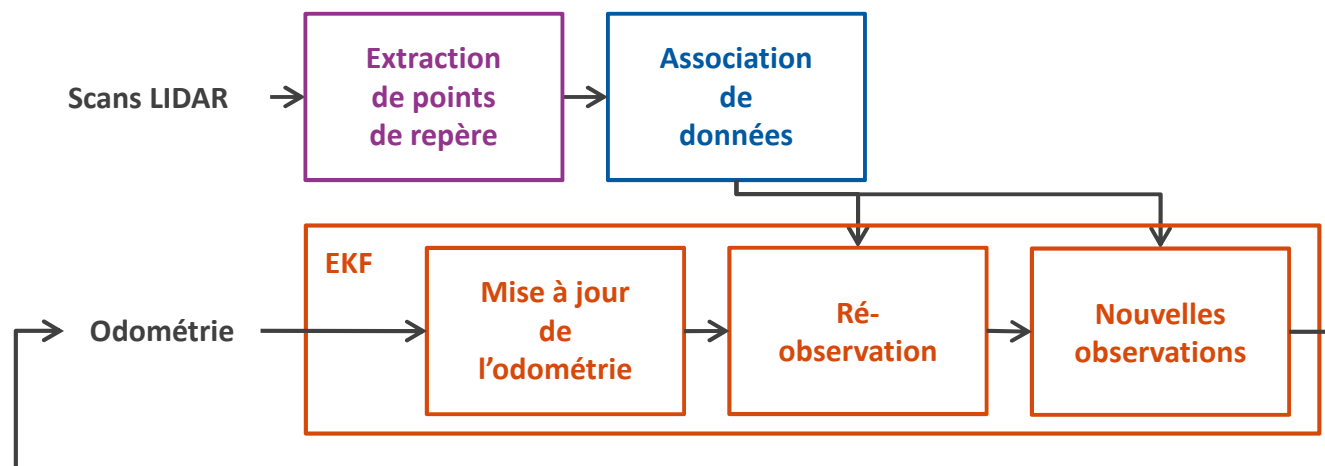 Scans LIDAR
Extraction
de points
de repère
Association
de
données
EKF
Odométrie
Mise à jour
de
l’odométrie
Ré-
observation
Nouvelles
observations